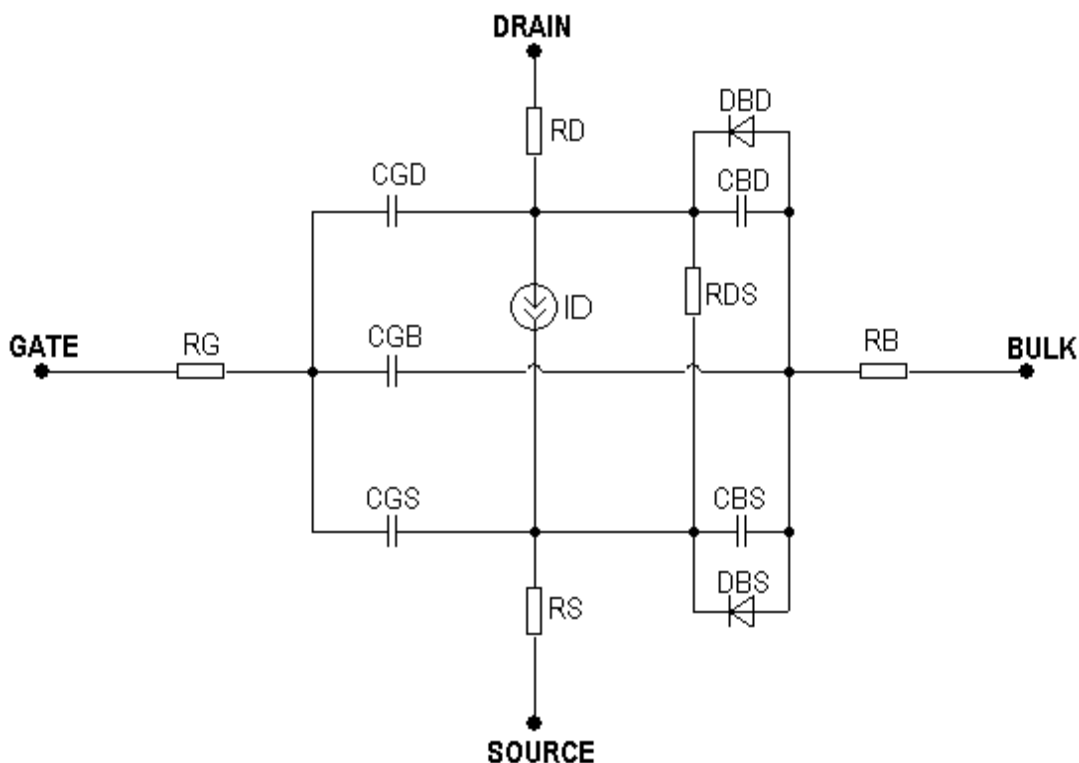 DRAIN
DBD
RD
CGD
CBD
ID
RDS
GATE
RG
CGB
RB
BULK
CGS
CBS
DBS
RS
SOURCE